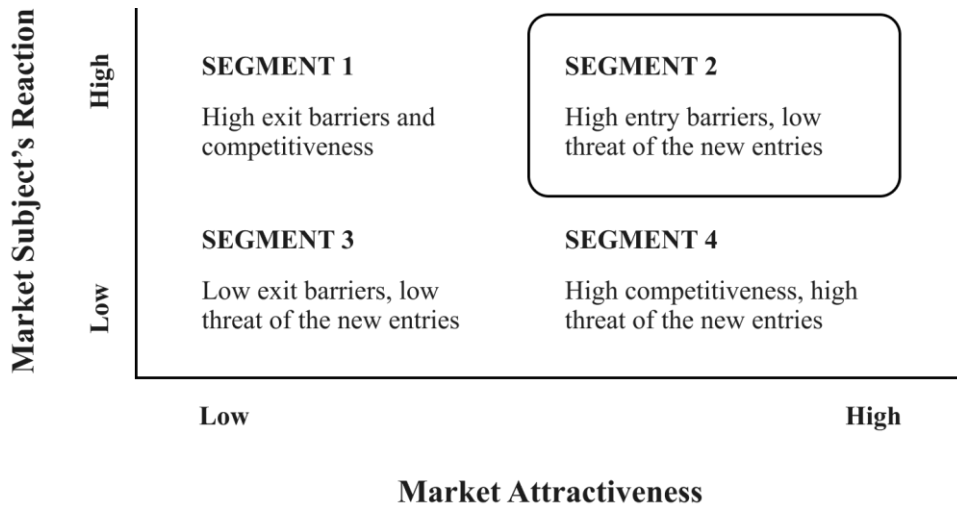 Market Subject's Reaction
High
Low
SEGMENT 1
High exit barriers and
competitiveness
SEGMENT 2
High entry barriers, low
threat of the new entries
SEGMENT 3
Low exit barriers, low
threat of the new entries
SEGMENT 4
High competitiveness, high
threat of the new entries
Low
High
Market Attractiveness